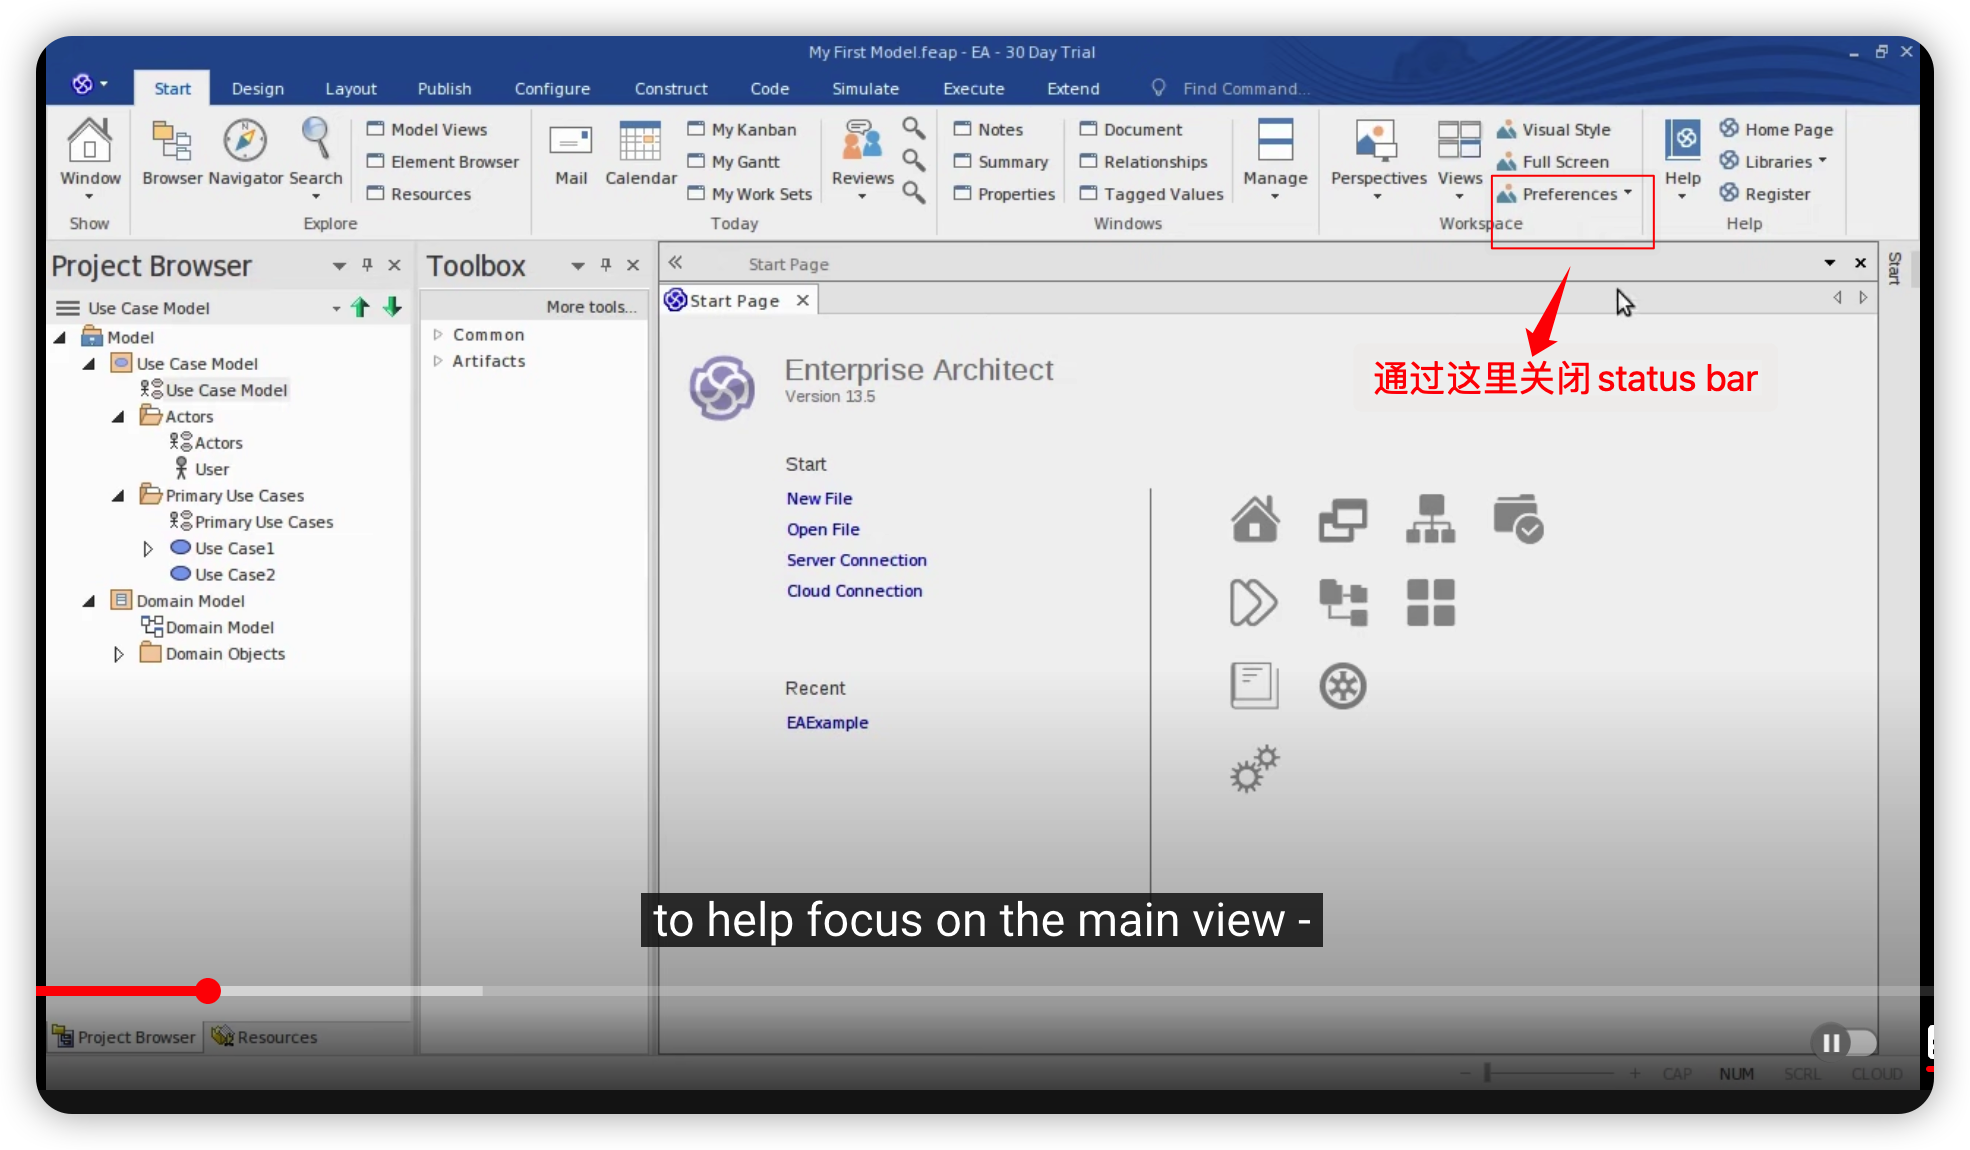 My First Model.feap - EA - 30 Day Trial
Start Design Layout Publish Configure Construct Code Simulate Execute Extend Find Command...
Window
Show
Browser Navigator Search
Model Views
Element Browser
Resources
Explore
Mail Calendar
My Kanban
My Gantt
My Work Sets
Reviews
Today
Notes
Summary
Properties
Document
Relationships
Tagged Values
Manage
Windows
Perspectives Views
Visual Style
Full Screen
Preferences
Workspace
Help
Home Page
Libraries
Register
Help
Project Browser
Use Case Model
Model
Use Case Model
Use Case Model
Actors
Actors
User
Primary Use Cases
Primary Use Cases
Use Case1
Use Case2
Domain Model
Domain Model
Domain Objects
Toolbox
More tools...
Common
Artifacts
Start Page
Start Page
Start
通过这里关闭 status bar
Enterprise Architect
Version 13.5
Start
New File
Open File
Server Connection
Cloud Connection
Recent
EAExample
to help focus on the main view -
Project Browser Resources
CAP NUM SCRL CLOUD